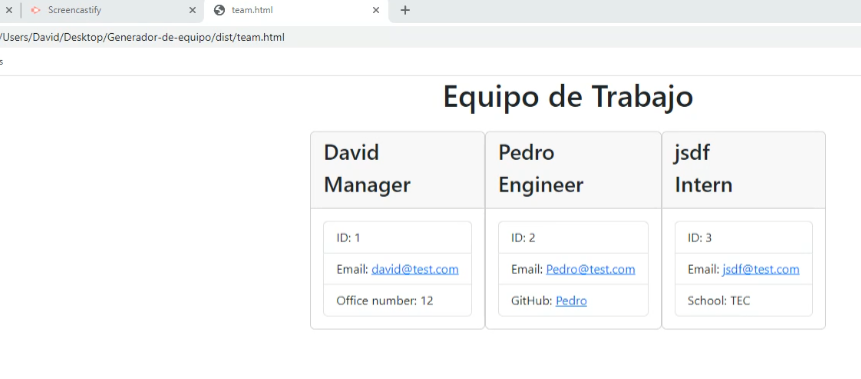 Screencastify
team.html
/Users/David/Desktop/Generador-de-equipo/dist/team.html
s
Equipo de Trabajo
David
Manager
ID: 1
Email: david@test.com
Office number: 12
Pedro
Engineer
ID: 2
Email: Pedro@test.com
GitHub: Pedro
jsdf
Intern
ID: 3
Email: jsdf@test.com
School: TEC